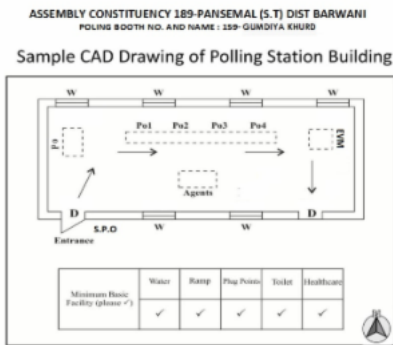 ASSEMBLY CONSTITUENCY 189-PANSEMAL (S.T) DIST BARWANI
POLING BOOTH NO. AND NAME : 159- GUMDIYA KHURD
Sample CAD Drawing of Polling Station Building
W W W W
Po1 Po2 Po3 Po4
Po
EVM
Agents
D D
S.P.O
Entrance W W
Minimum Basic Facility (please ✓) Water Ramp Plug Points Toilet Healthcare
✓ ✓ ✓ ✓ ✓
N